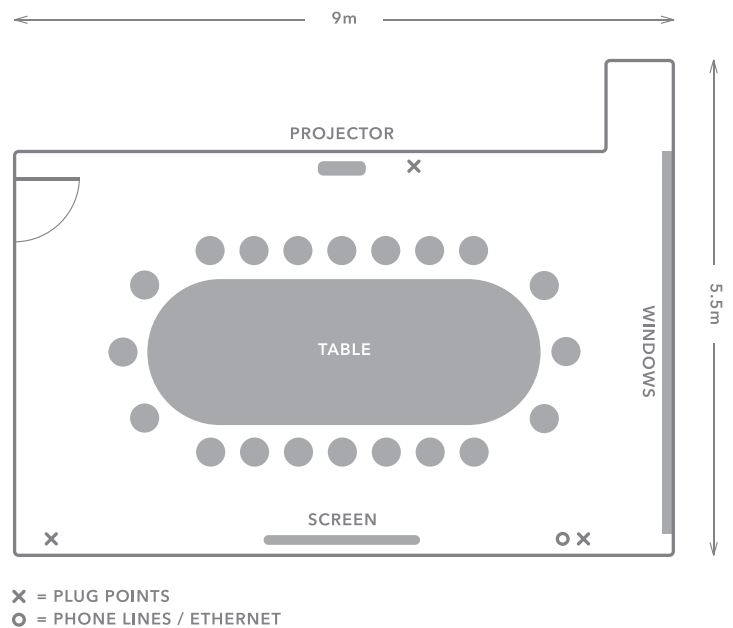 9m
PROJECTOR
5.5m
WINDOWS
TABLE
SCREEN
= PLUG POINTS
= PHONE LINES / ETHERNET